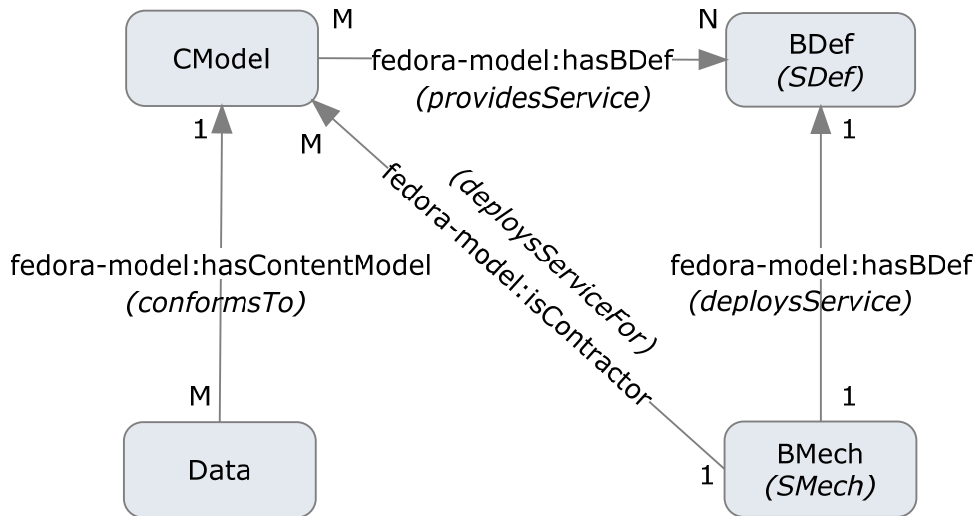 M
N
CModel
BDef
(SDef)
fedora-model:hasBDef
(providesService)
1
M
1
(deploysServiceFor)
fedora-model:isContractor
fedora-model:hasContentModel
(conformsTo)
fedora-model:hasBDef
(deploysService)
M
1
Data
BMech
(SMech)
1